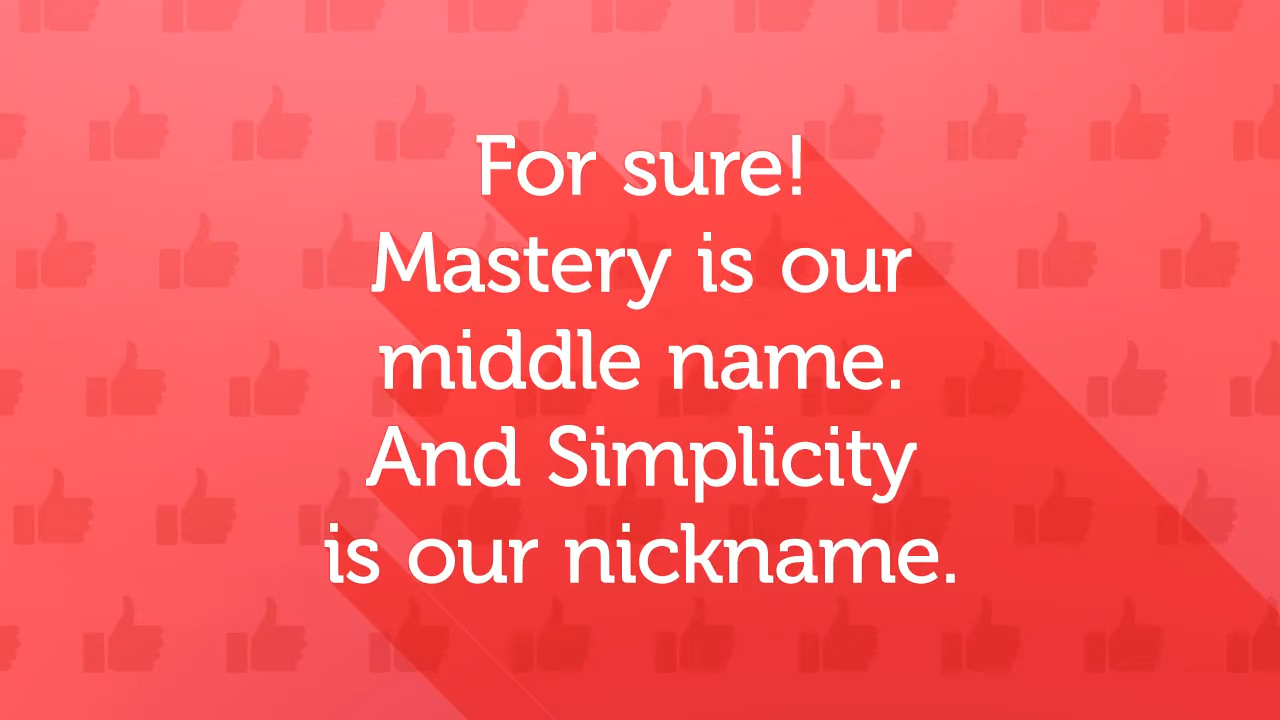 For sure!
Mastery is our
middle name.
And Simplicity
is our nickname.